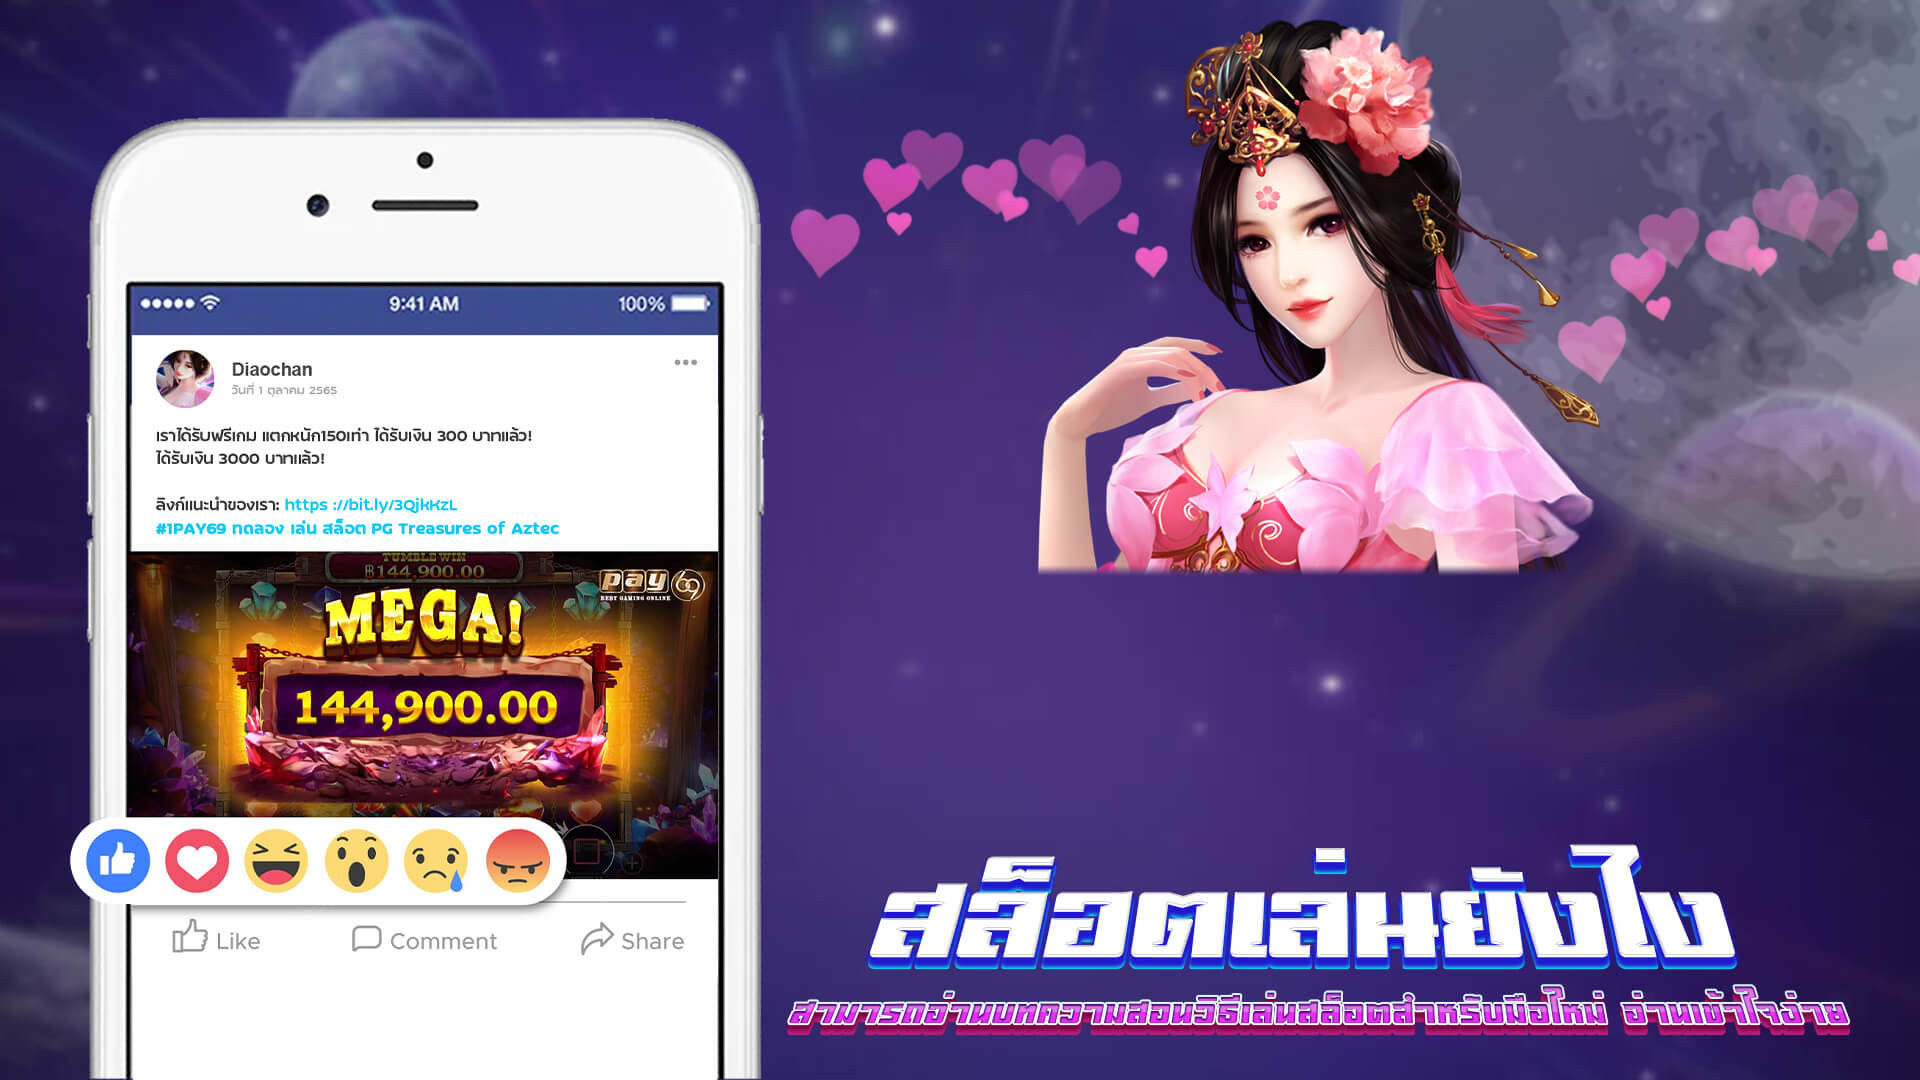 9:41 AM
100%
Diaochan
วันที่ 1 ตุลาคม 2565
เราได้รับฟรีเกม แตกหนัก150เท่า ได้รับเงิน 300 บาทแล้ว!
ได้รับเงิน 3000 บาทแล้ว!
ลิงก์แนะนำของเรา: https ://bit.ly/3QjkKzL
#1PAY69 ทดลอง เล่น สล็อต PG Treasures of Aztec
TUMBLE WIN
฿144,900.00
pay69
BEST GAMING ONLINE
MEGA!
144,900.00
Like
Comment
Share
สล็อตเล่นยังไง
สามารถอ่านบทความสอนวิธีเล่นสล็อตสำหรับมือใหม่ อ่านเข้าใจง่าย